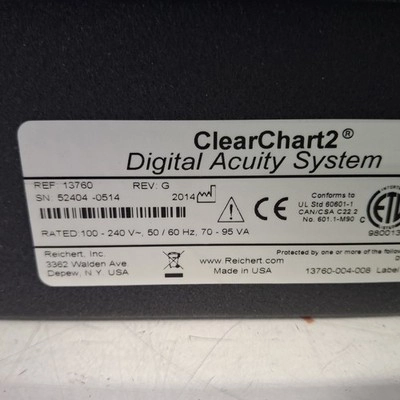 ClearChart2®
Digital Acuity System
REF: 13760 REV: G
SN: 52404 -0514 2014
Conforms to
UL Std 60601-1
CAN/CSA C22.2
No. 601.1-M90
C
ETL
980013
RATED: 100 - 240 V~, 50 / 60 Hz, 70 - 95 VA
CE
Reichert, Inc.
3362 Walden Ave
Depew, N.Y. USA
www.Reichert.com
Made in USA
Protected by one or more of the follow
13760-004-008 Label